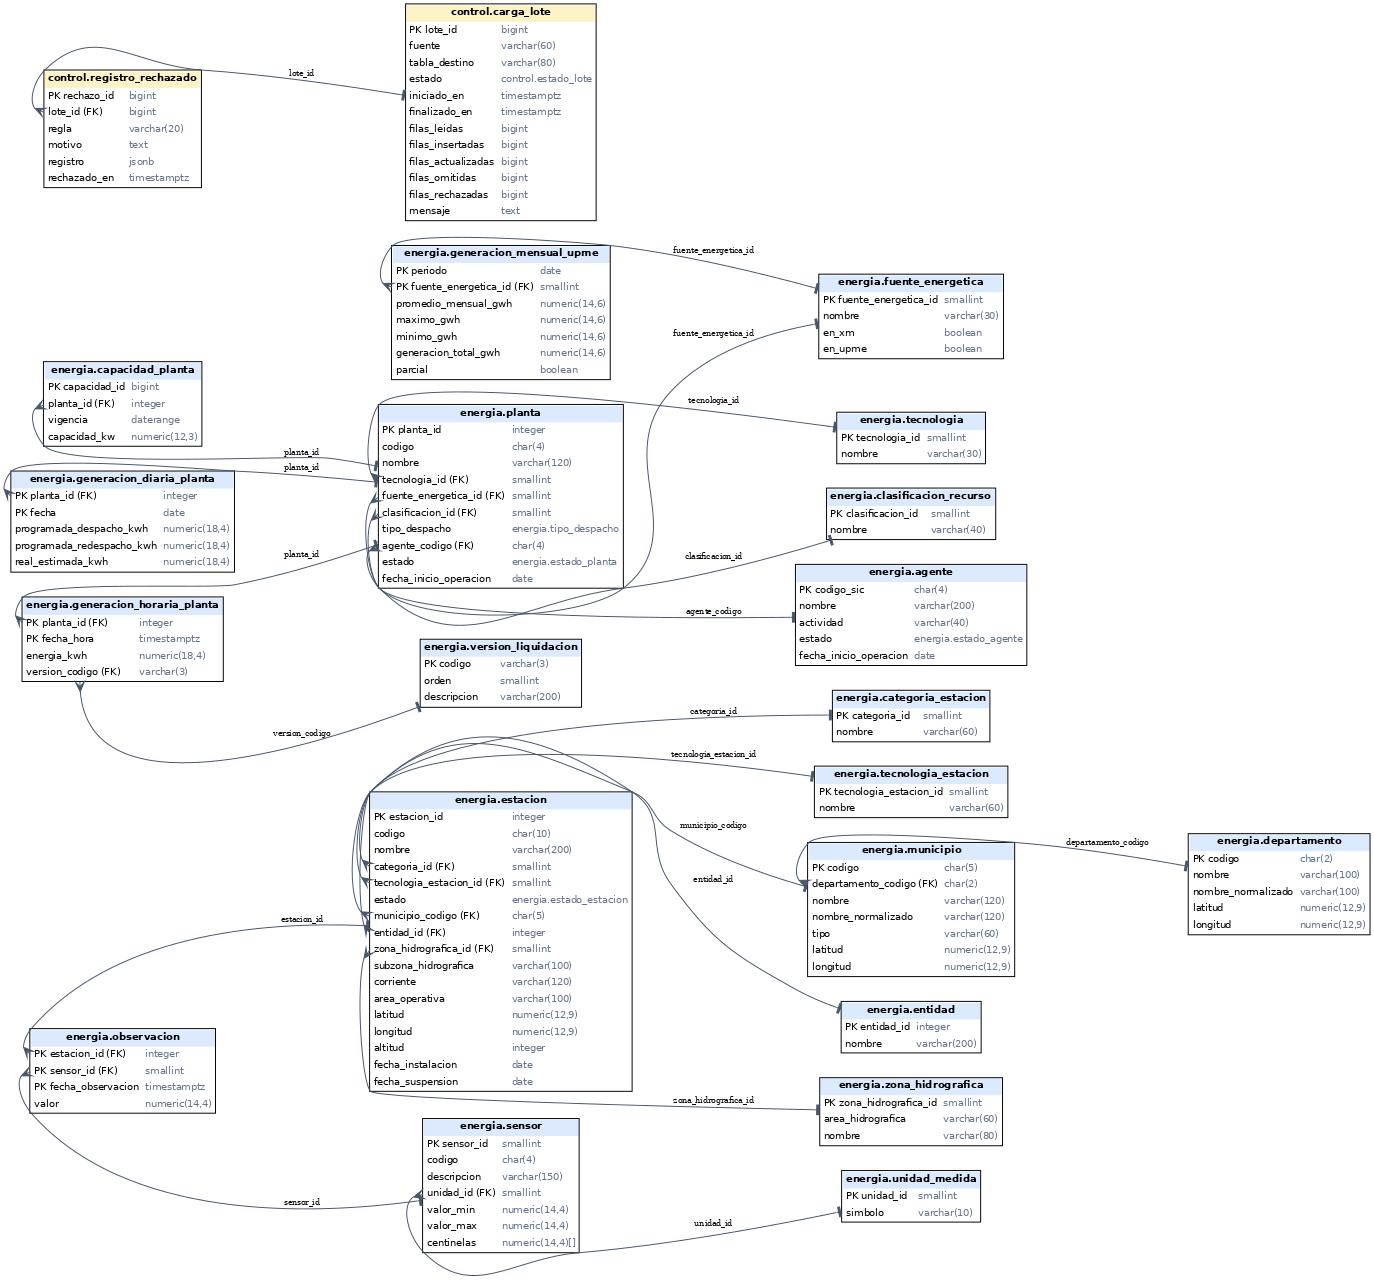 control.carga_lote
PK lote_id bigint
fuente varchar(60)
tabla_destino varchar(80)
estado control.estado_lote
iniciado_en timestamptz
finalizado_en timestamptz
filas_leidas bigint
filas_insertadas bigint
filas_actualizadas bigint
filas_omitidas bigint
filas_rechazadas bigint
mensaje text
lote_id
control.registro_rechazado
PK rechazo_id bigint
lote_id (FK) bigint
regla varchar(20)
motivo text
registro jsonb
rechazado_en timestamptz
energia.generacion_mensual_upme
PK periodo date
PK fuente_energetica_id (FK) smallint
promedio_mensual_gwh numeric(14,6)
maximo_gwh numeric(14,6)
minimo_gwh numeric(14,6)
generacion_total_gwh numeric(14,6)
parcial boolean
fuente_energetica_id
energia.fuente_energetica
PK fuente_energetica_id smallint
nombre varchar(30)
en_xm boolean
en_upme boolean
fuente_energetica_id
energia.capacidad_planta
PK capacidad_id bigint
planta_id (FK) integer
vigencia daterange
capacidad_kw numeric(12,3)
planta_id
planta_id
energia.planta
PK planta_id integer
codigo char(4)
nombre varchar(120)
tecnologia_id (FK) smallint
fuente_energetica_id (FK) smallint
clasificacion_id (FK) smallint
tipo_despacho energia.tipo_despacho
agente_codigo (FK) char(4)
estado energia.estado_planta
fecha_inicio_operacion date
tecnologia_id
energia.tecnologia
PK tecnologia_id smallint
nombre varchar(30)
energia.generacion_diaria_planta
PK planta_id (FK) integer
PK fecha date
programada_despacho_kwh numeric(18,4)
programada_redespacho_kwh numeric(18,4)
real_estimada_kwh numeric(18,4)
planta_id
energia.clasificacion_recurso
PK clasificacion_id smallint
nombre varchar(40)
clasificacion_id
energia.agente
PK codigo_sic char(4)
nombre varchar(200)
actividad varchar(40)
estado energia.estado_agente
fecha_inicio_operacion date
agente_codigo
energia.generacion_horaria_planta
PK planta_id (FK) integer
PK fecha_hora timestamptz
energia_kwh numeric(18,4)
version_codigo (FK) varchar(3)
version_codigo
energia.version_liquidacion
PK codigo varchar(3)
orden smallint
descripcion varchar(200)
categoria_id
energia.categoria_estacion
PK categoria_id smallint
nombre varchar(60)
tecnologia_estacion_id
energia.tecnologia_estacion
PK tecnologia_estacion_id smallint
nombre varchar(60)
energia.estacion
PK estacion_id integer
codigo char(10)
nombre varchar(200)
categoria_id (FK) smallint
tecnologia_estacion_id (FK) smallint
estado energia.estado_estacion
municipio_codigo (FK) char(5)
entidad_id (FK) integer
zona_hidrografica_id (FK) smallint
subzona_hidrografica varchar(100)
corriente varchar(120)
area_operativa varchar(100)
latitud numeric(12,9)
longitud numeric(12,9)
altitud integer
fecha_instalacion date
fecha_suspension date
municipio_codigo
entidad_id
energia.municipio
PK codigo char(5)
departamento_codigo (FK) char(2)
nombre varchar(120)
nombre_normalizado varchar(120)
tipo varchar(60)
latitud numeric(12,9)
longitud numeric(12,9)
departamento_codigo
energia.departamento
PK codigo char(2)
nombre varchar(100)
nombre_normalizado varchar(100)
latitud numeric(12,9)
longitud numeric(12,9)
estacion_id
energia.entidad
PK entidad_id integer
nombre varchar(200)
energia.observacion
PK estacion_id (FK) integer
PK sensor_id (FK) smallint
PK fecha_observacion timestamptz
valor numeric(14,4)
zona_hidrografica_id
energia.zona_hidrografica
PK zona_hidrografica_id smallint
area_hidrografica varchar(60)
nombre varchar(80)
sensor_id
energia.sensor
PK sensor_id smallint
codigo char(4)
descripcion varchar(150)
unidad_id (FK) smallint
valor_min numeric(14,4)
valor_max numeric(14,4)
centinelas numeric(14,4)[]
unidad_id
energia.unidad_medida
PK unidad_id smallint
simbolo varchar(10)